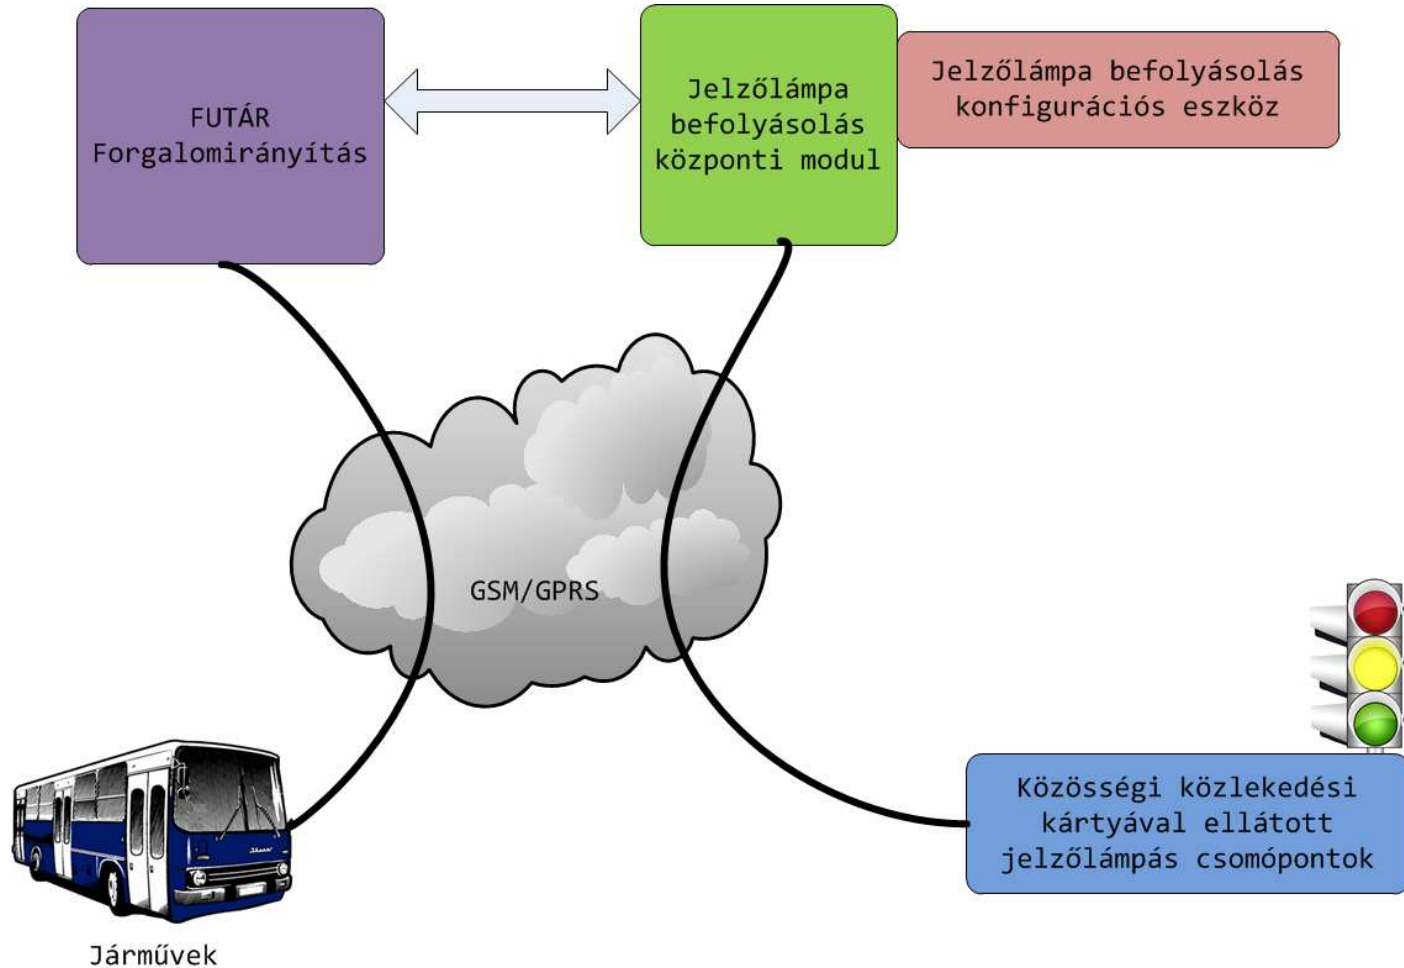 FUTÁR
Forgalomirányítás
Jelzőlámpa
befolyásolás
központi modul
Jelzőlámpa befolyásolás
konfigurációs eszköz
GSM/GPRS
Közösségi közlekedési
kártyával ellátott
jelzőlámpás csomópontok
Ikarus
Járművek